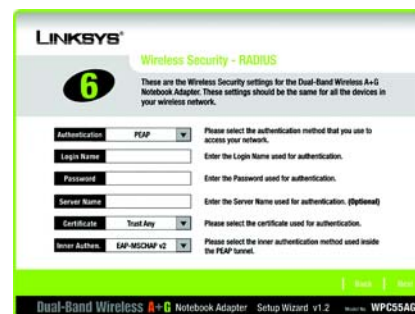 LINKSYS®
Wireless Security - RADIUS
6
These are the Wireless Security settings for the Dual-Band Wireless A+G
Notebook Adapter. These settings should be the same for all the devices in
your wireless network.
Authentication PEAP Please select the authentication method that you use to
access your network.
Login Name Enter the Login Name used for authentication.
Password Enter the Password used for authentication.
Server Name Enter the Server Name used for authentication. (Optional)
Certificate Trust Any Please select the certificate used for authentication.
Inner Authen. EAP-MSCHAP v2 Please select the inner authentication method used inside
the PEAP tunnel.
Back Next
Dual-Band Wireless A+G Notebook Adapter Setup Wizard v1.2 Model No. WPC55AG